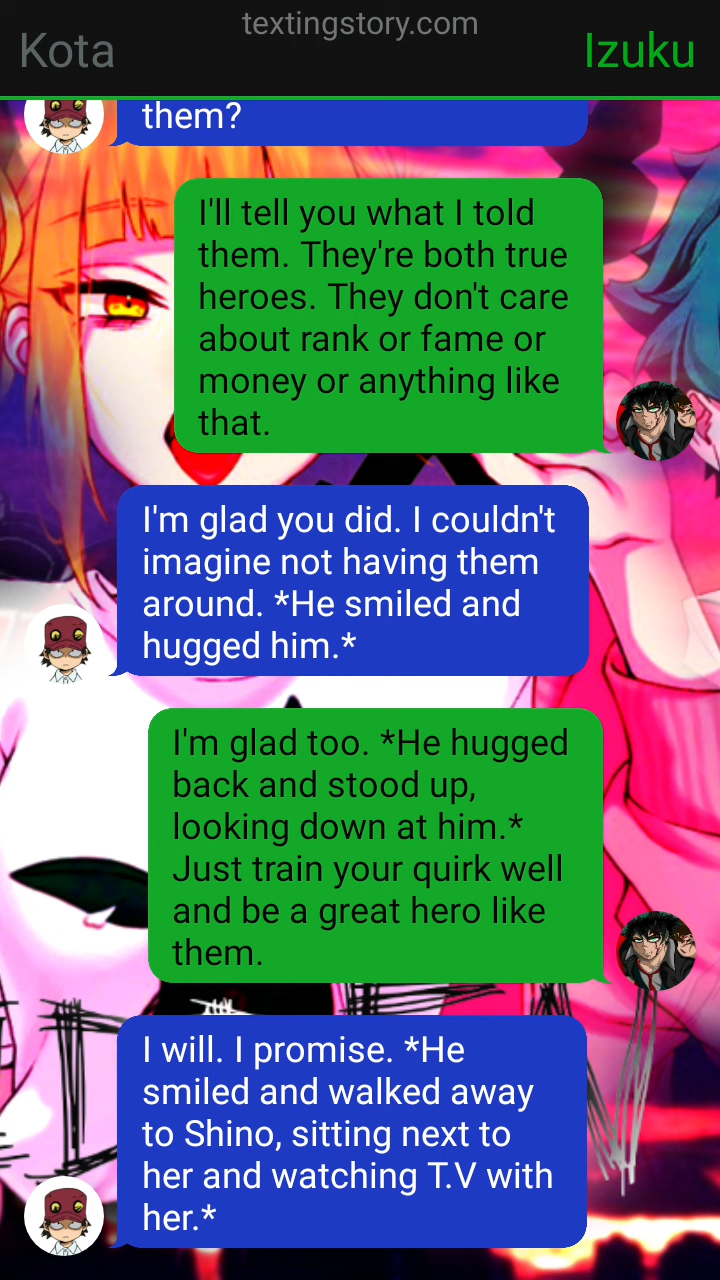 textingstory.com
Kota
Izuku
them?
I'll tell you what I told
them. They're both true
heroes. They don't care
about rank or fame or
money or anything like
that.
I'm glad you did. I couldn't
imagine not having them
around. *He smiled and
hugged him.*
I'm glad too. *He hugged
back and stood up,
looking down at him.*
Just train your quirk well
and be a great hero like
them.
I will. I promise. *He
smiled and walked away
to Shino, sitting next to
her and watching T.V with
her.*